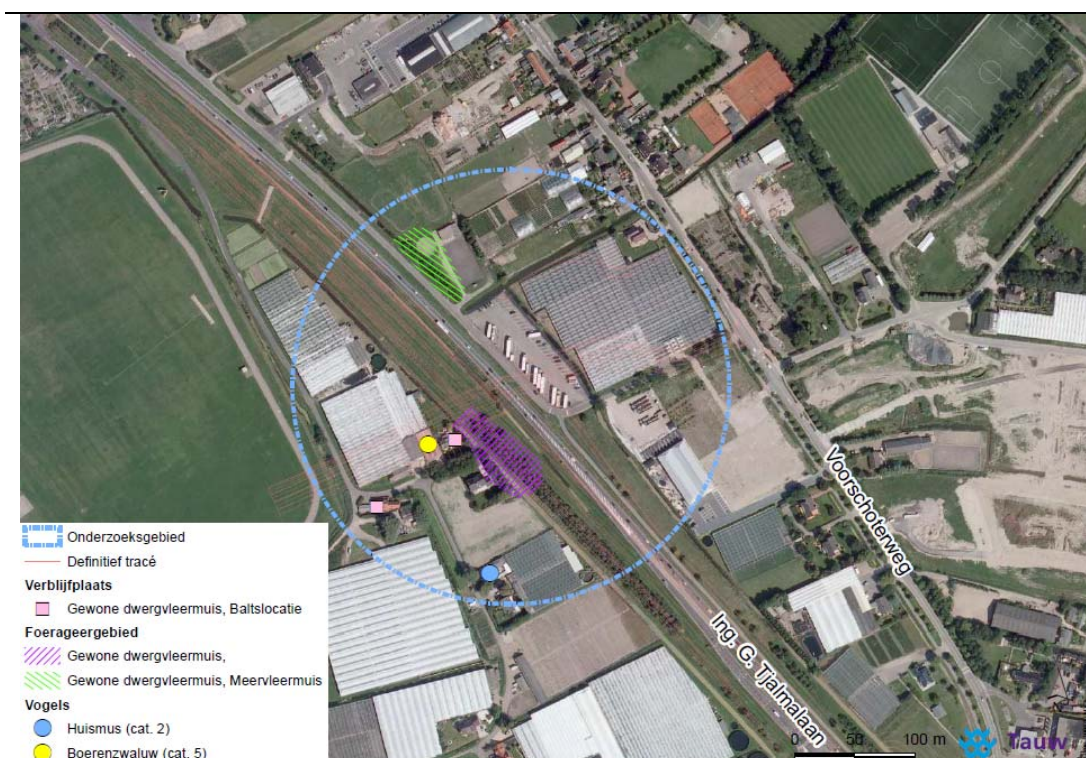 Voorschoterweg
Ing. G. Tjalmalaan
Onderzoeksgebied
Definitief tracé
Verblijfplaats
Gewone dwergvleermuis, Baltslocatie
Foerageergebied
Gewone dwergvleermuis,
Gewone dwergvleermuis, Meervleermuis
Vogels
Huismus (cat. 2)
Boerenzwaluw (cat. 5)
0 50 100 m
Tauw